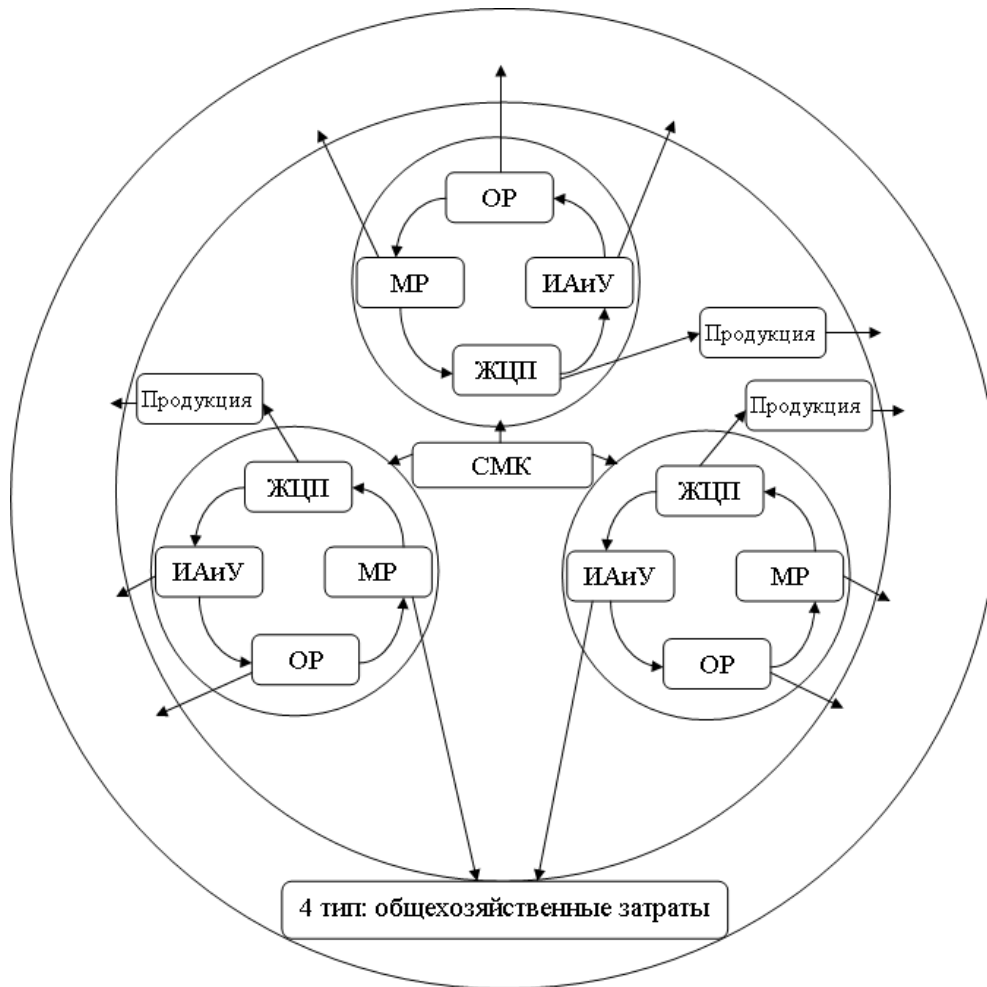 ОР
МР
ИАиУ
ЖЦП
Продукция
Продукция
Продукция
СМК
ЖЦП
ИАиУ
МР
ОР
ЖЦП
ИАиУ
МР
ОР
4 тип: общехозяйственные затраты